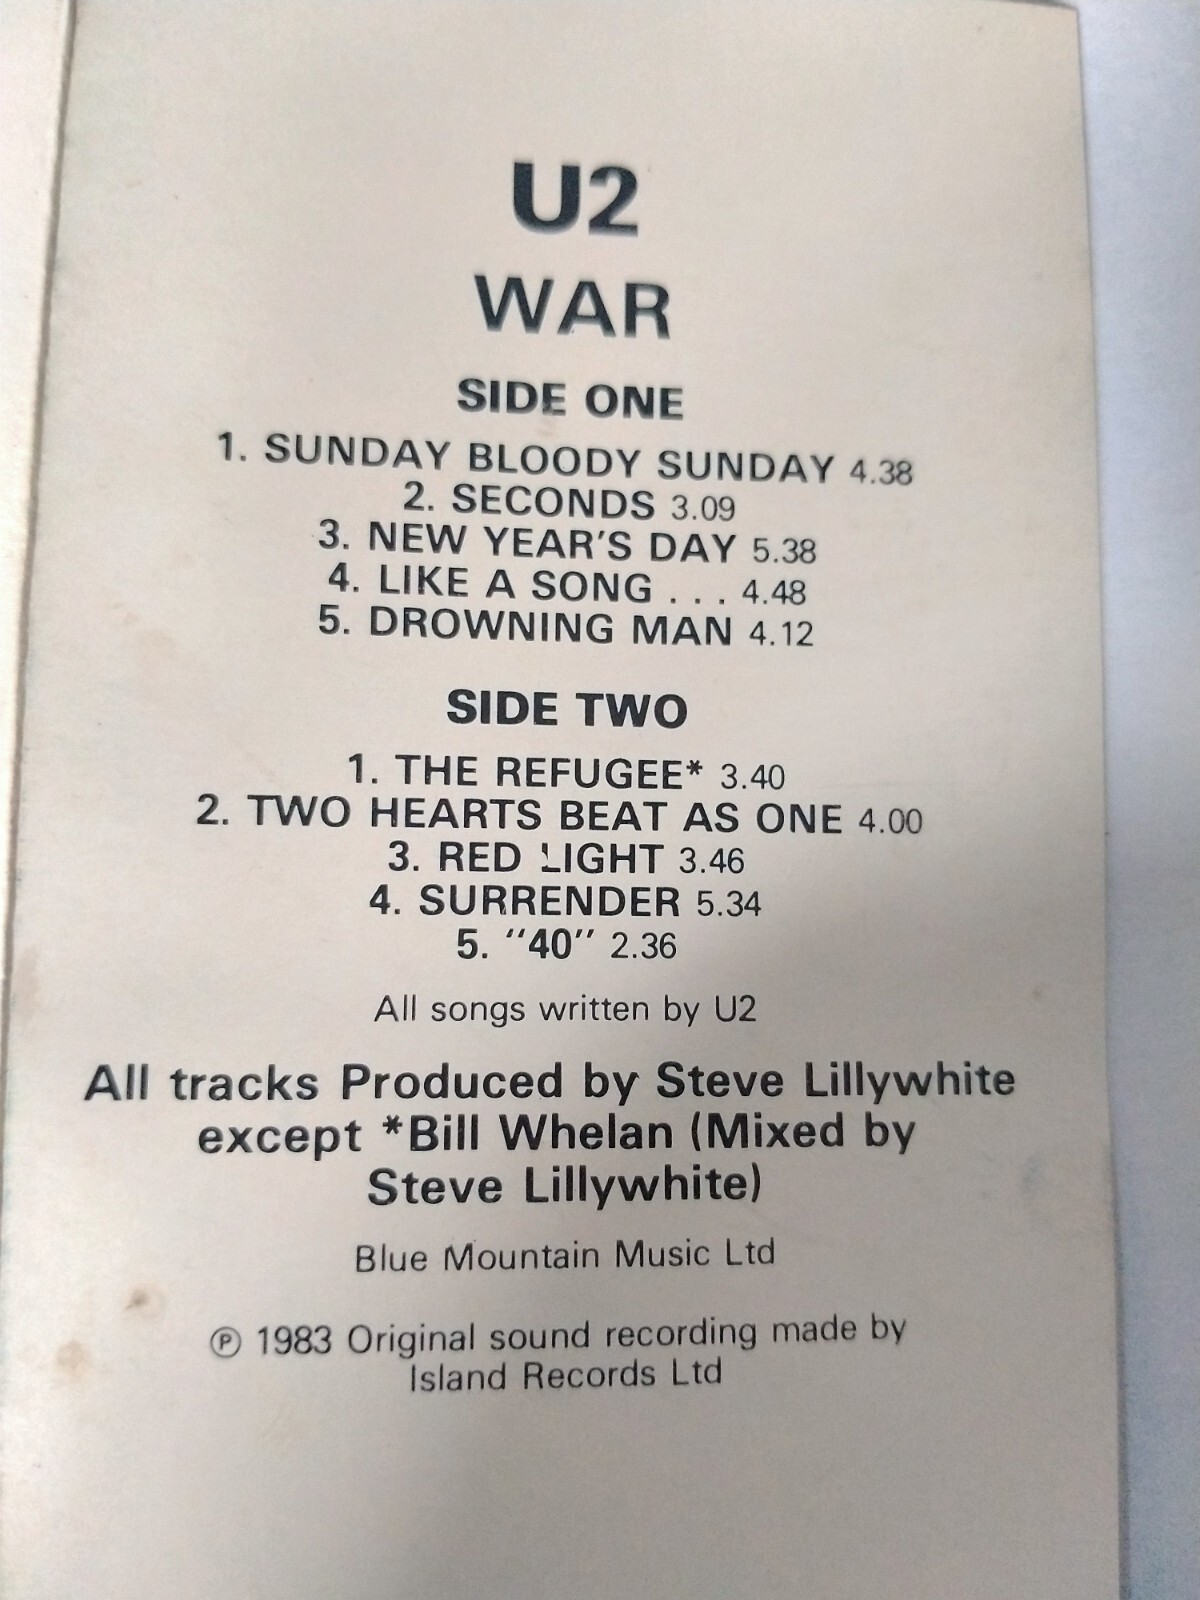 U2
WAR
SIDE ONE
1. SUNDAY BLOODY SUNDAY 4.38
2. SECONDS 3.09
3. NEW YEAR'S DAY 5.38
4. LIKE A SONG . . . 4.48
5. DROWNING MAN 4.12
SIDE TWO
1. THE REFUGEE* 3.40
2. TWO HEARTS BEAT AS ONE 4.00
3. RED LIGHT 3.46
4. SURRENDER 5.34
5. "40" 2.36
All songs written by U2
All tracks Produced by Steve Lillywhite
except *Bill Whelan (Mixed by
Steve Lillywhite)
Blue Mountain Music Ltd
℗ 1983 Original sound recording made by
Island Records Ltd